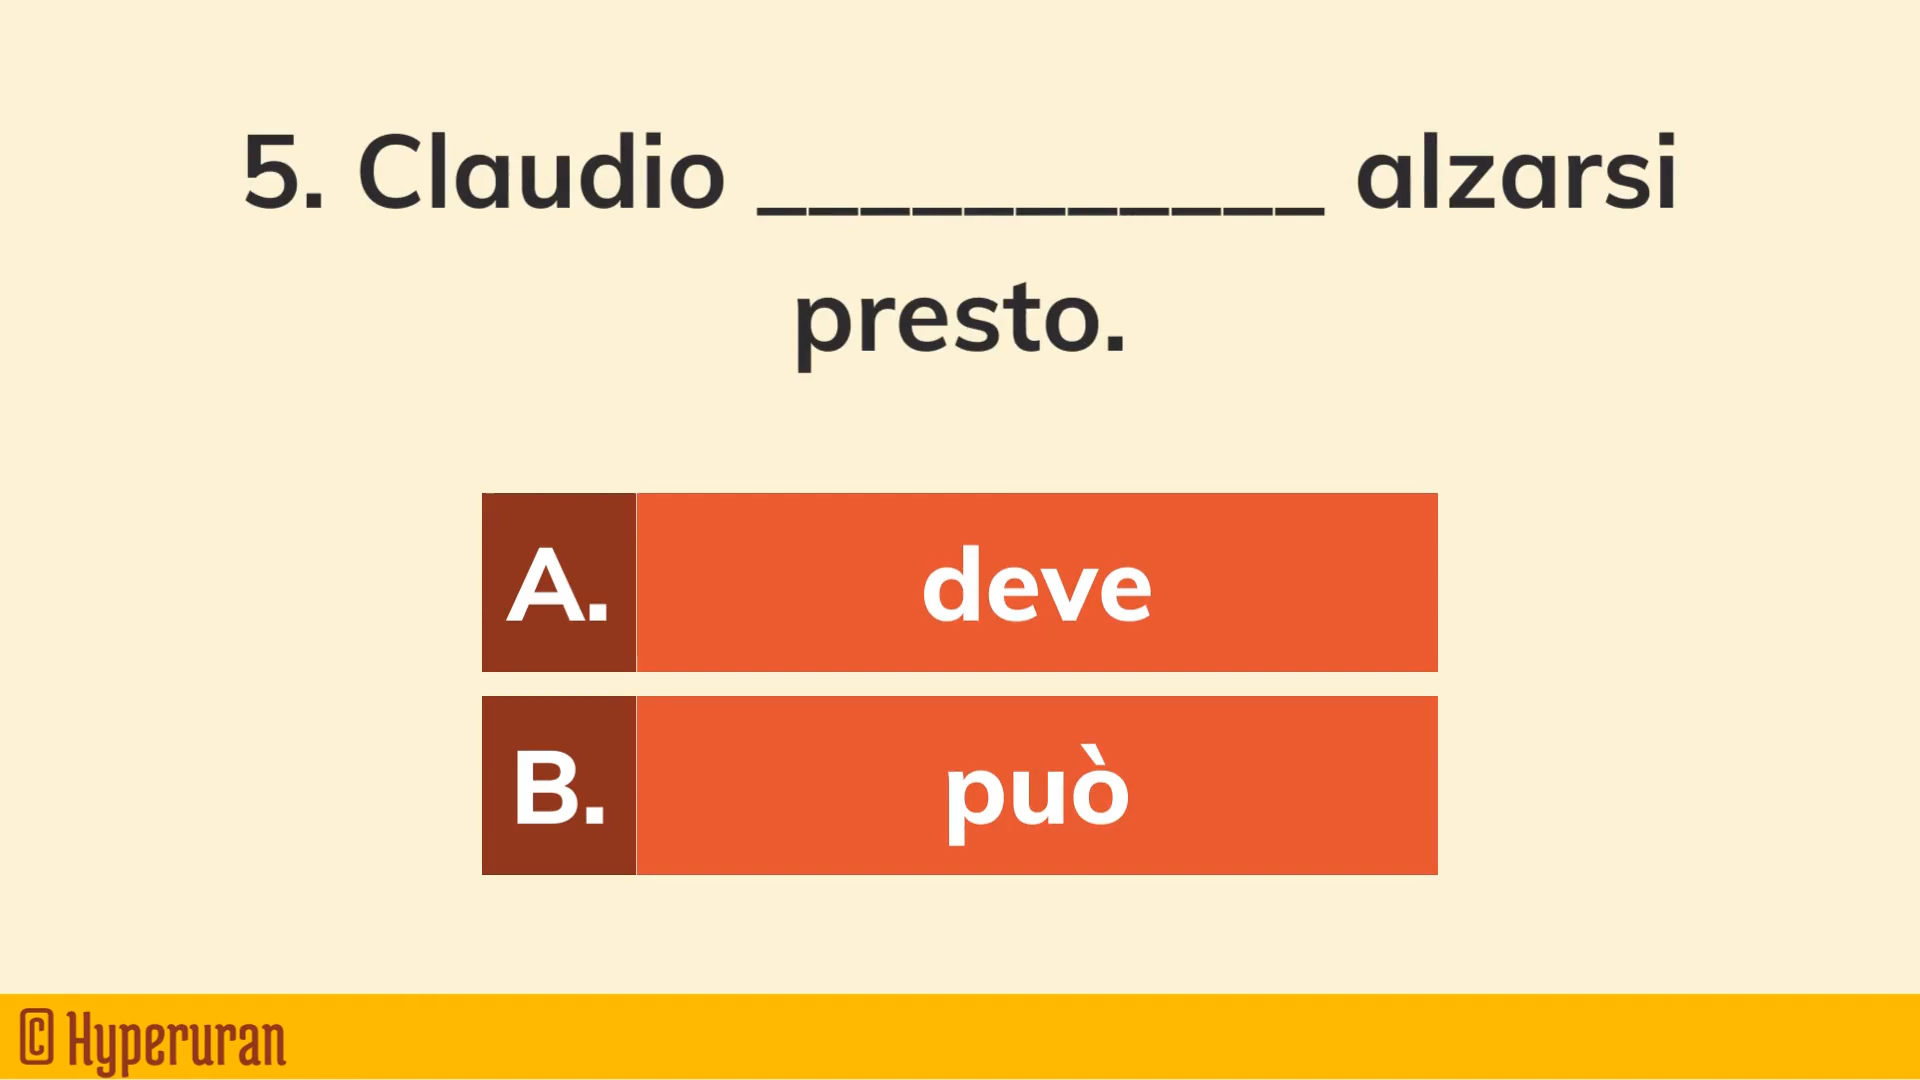 5. Claudio ___________ alzarsi
presto.
A. deve
B. può
© Hyperuran